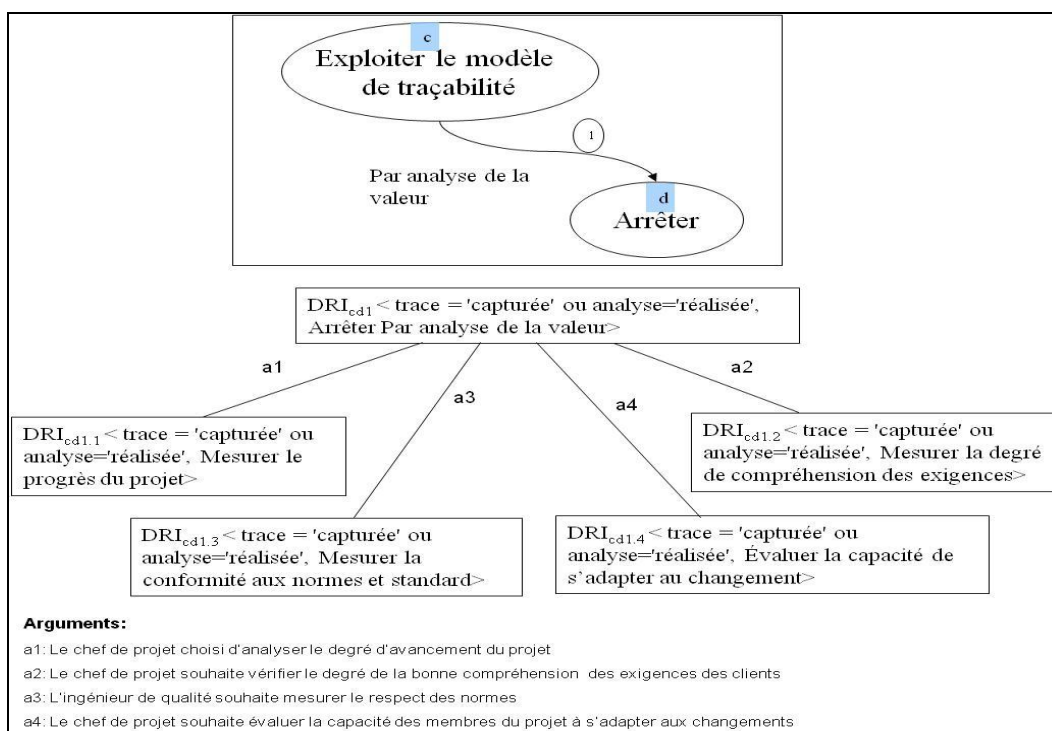 c
Exploiter le modèle
de traçabilité
1
Par analyse de la
valeur
d
Arrêter
DRIcd1 < trace = 'capturée' ou analyse='réalisée',
Arrêter Par analyse de la valeur>
a1
a2
a3
a4
DRIcd1.1 < trace = 'capturée' ou
analyse='réalisée', Mesurer le
progrès du projet>
DRIcd1.2 < trace = 'capturée' ou
analyse='réalisée', Mesurer la degré
de compréhension des exigences>
DRIcd1.3 < trace = 'capturée' ou
analyse='réalisée', Mesurer la
conformité aux normes et standard>
DRIcd1.4 < trace = 'capturée' ou
analyse='réalisée', Évaluer la capacité de
s'adapter au changement>
Arguments:
a1: Le chef de projet choisi d'analyser le degré d'avancement du projet
a2: Le chef de projet souhaite vérifier le degré de la bonne compréhension des exigences des clients
a3: L'ingénieur de qualité souhaite mesurer le respect des normes
a4: Le chef de projet souhaite évaluer la capacité des membres du projet à s'adapter aux changements